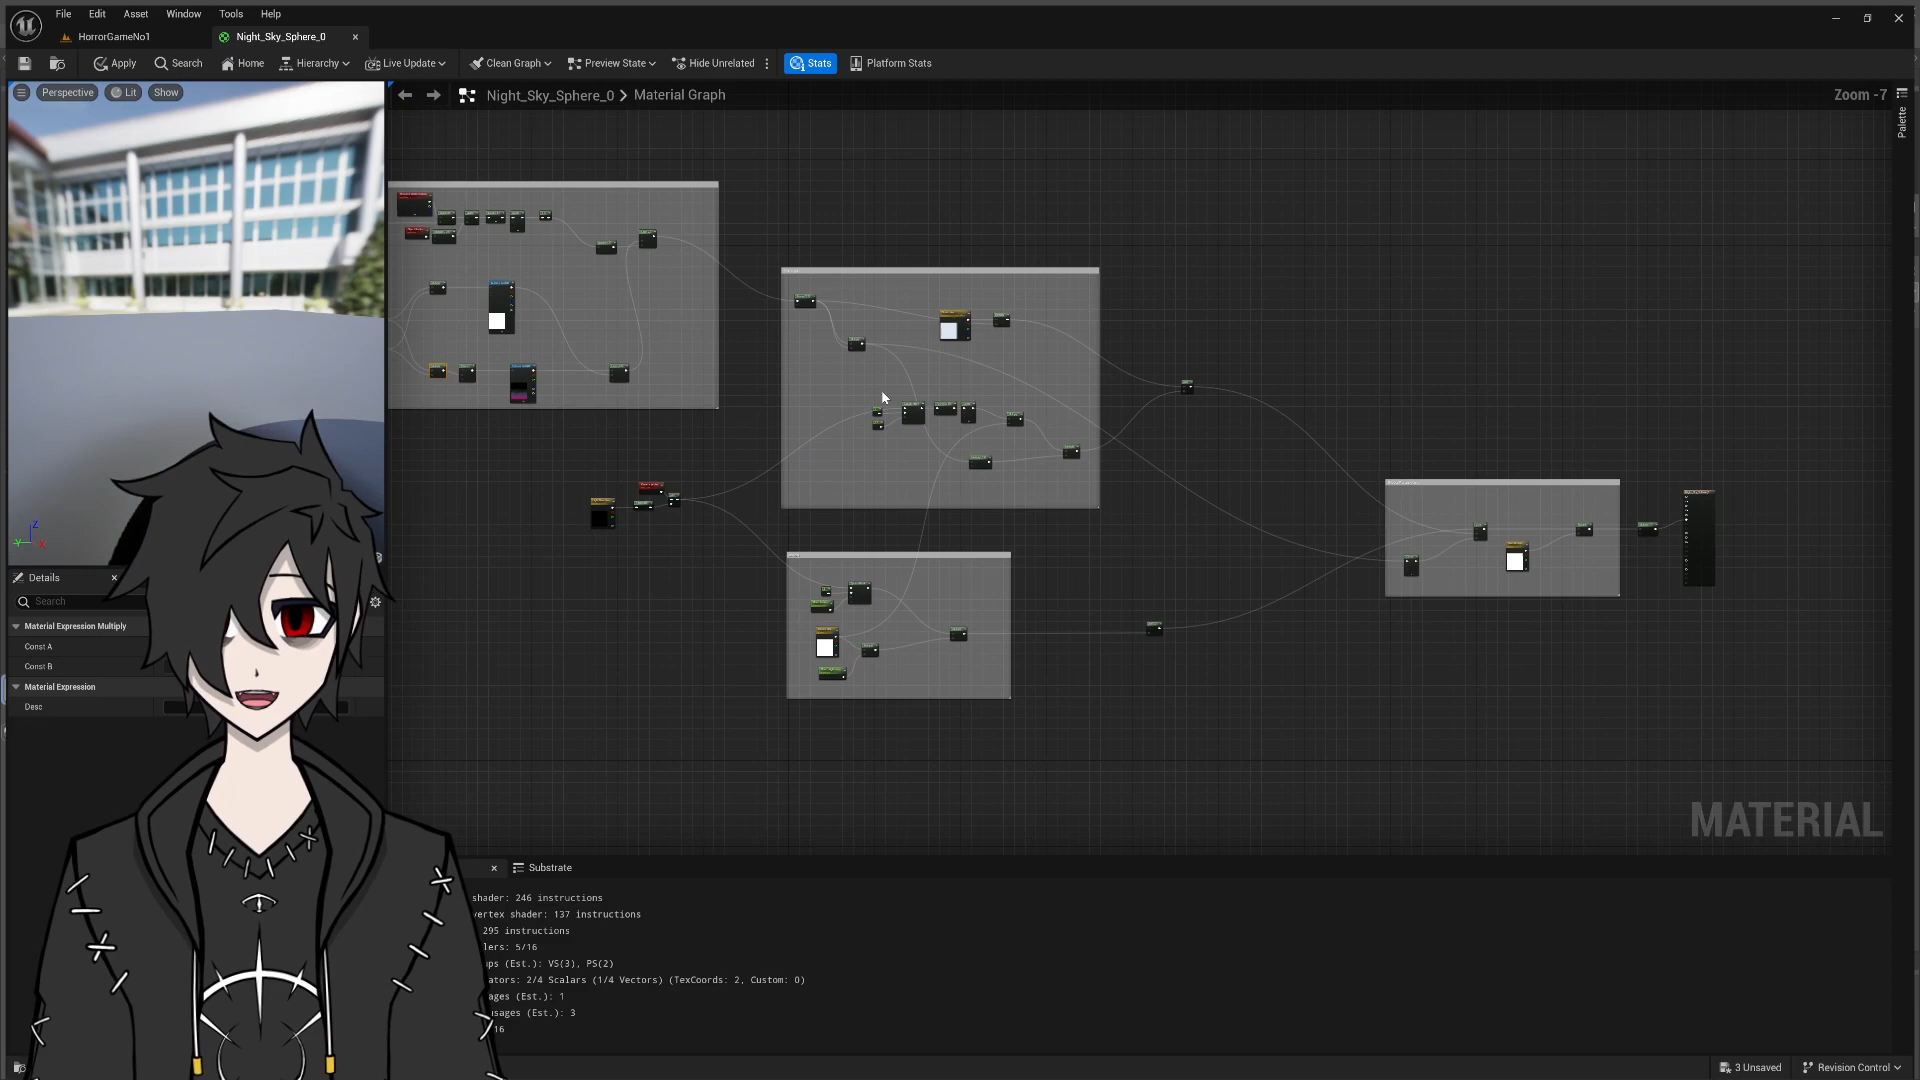 File Edit Asset Window Tools Help
HorrorGameNo1 Night_Sky_Sphere_0
Apply Search Home Hierarchy Live Update Clean Graph Preview State Hide Unrelated Stats Platform Stats
Perspective Lit Show
Night_Sky_Sphere_0 Material Graph
Zoom -7
Palette
Z
Y
X
Details
Search
Material Expression Multiply
Const A
Const B
Material Expression
Desc
MATERIAL
Substrate
shader: 246 instructions
vertex shader: 137 instructions
295 instructions
lers: 5/16
ups (Est.): VS(3), PS(2)
ators: 2/4 Scalars (1/4 Vectors) (TexCoords: 2, Custom: 0)
ages (Est.): 1
usages (Est.): 3
16
3 Unsaved Revision Control